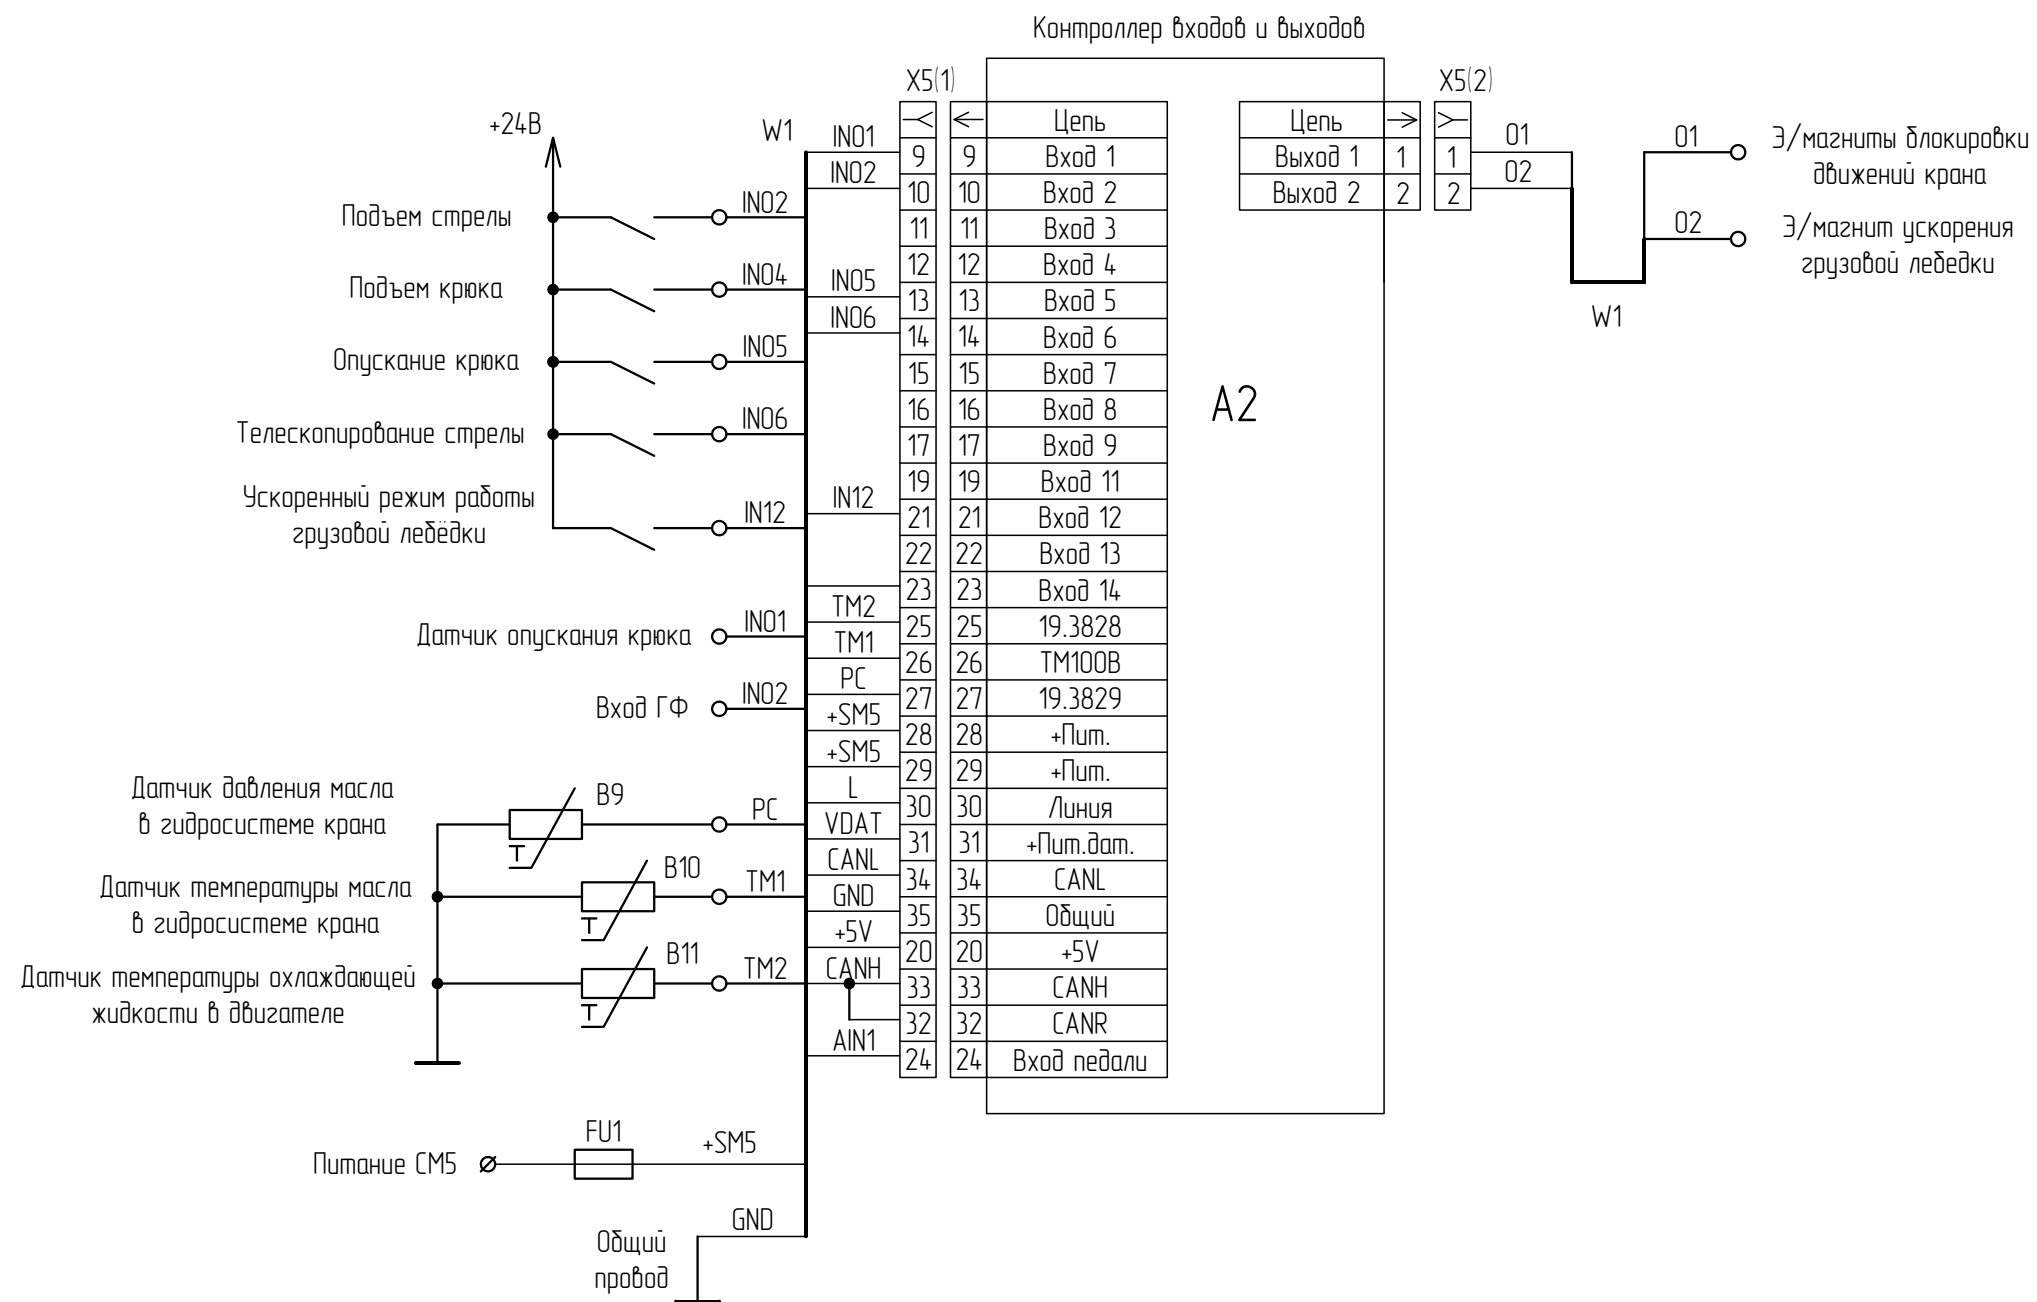 Контроллер входов и выходов
X5(1)
X5(2)
+24В
W1
IN01
IN02
Цепь
9 9 Вход 1
10 10 Вход 2
11 11 Вход 3
12 12 Вход 4
IN05
13 13 Вход 5
IN06
14 14 Вход 6
15 15 Вход 7
16 16 Вход 8
17 17 Вход 9
19 19 Вход 11
IN12
21 21 Вход 12
22 22 Вход 13
23 23 Вход 14
TM2
25 25 19.3828
TM1
26 26 ТМ100В
PC
27 27 19.3829
+SM5
28 28 +Пит.
+SM5
29 29 +Пит.
L
30 30 Линия
VDAT
31 31 +Пит.дат.
CANL
34 34 CANL
GND
35 35 Общий
+5V
20 20 +5V
CANH
33 33 CANH
32 32 CANR
AIN1
24 24 Вход педали
A2
Цепь
Выход 1 1 1
Выход 2 2 2
01
02
W1
01
Э/магниты блокировки
движений крана
02
Э/магнит ускорения
грузовой лебедки
Подъем стрелы
IN02
Подъем крюка
IN04
Опускание крюка
IN05
Телескопирование стрелы
IN06
Ускоренный режим работы
грузовой лебёдки
IN12
Датчик опускания крюка
IN01
Вход ГФ
IN02
Датчик давления масла
в гидросистеме крана
B9
T
PC
Датчик температуры масла
в гидросистеме крана
B10
T
TM1
Датчик температуры охлаждающей
жидкости в двигателе
B11
T
TM2
Питание СМ5
FU1
+SM5
GND
Общий
провод